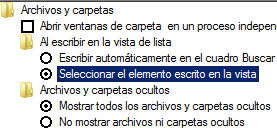 Archivos y carpetas
Abrir ventanas de carpeta en un proceso indepen
Al escribir en la vista de lista
Escribir automáticamente en el cuadro Buscar
Seleccionar el elemento escrito en la vista
Archivos y carpetas ocultos
Mostrar todos los archivos y carpetas ocultos
No mostrar archivos ni carpetas ocultos